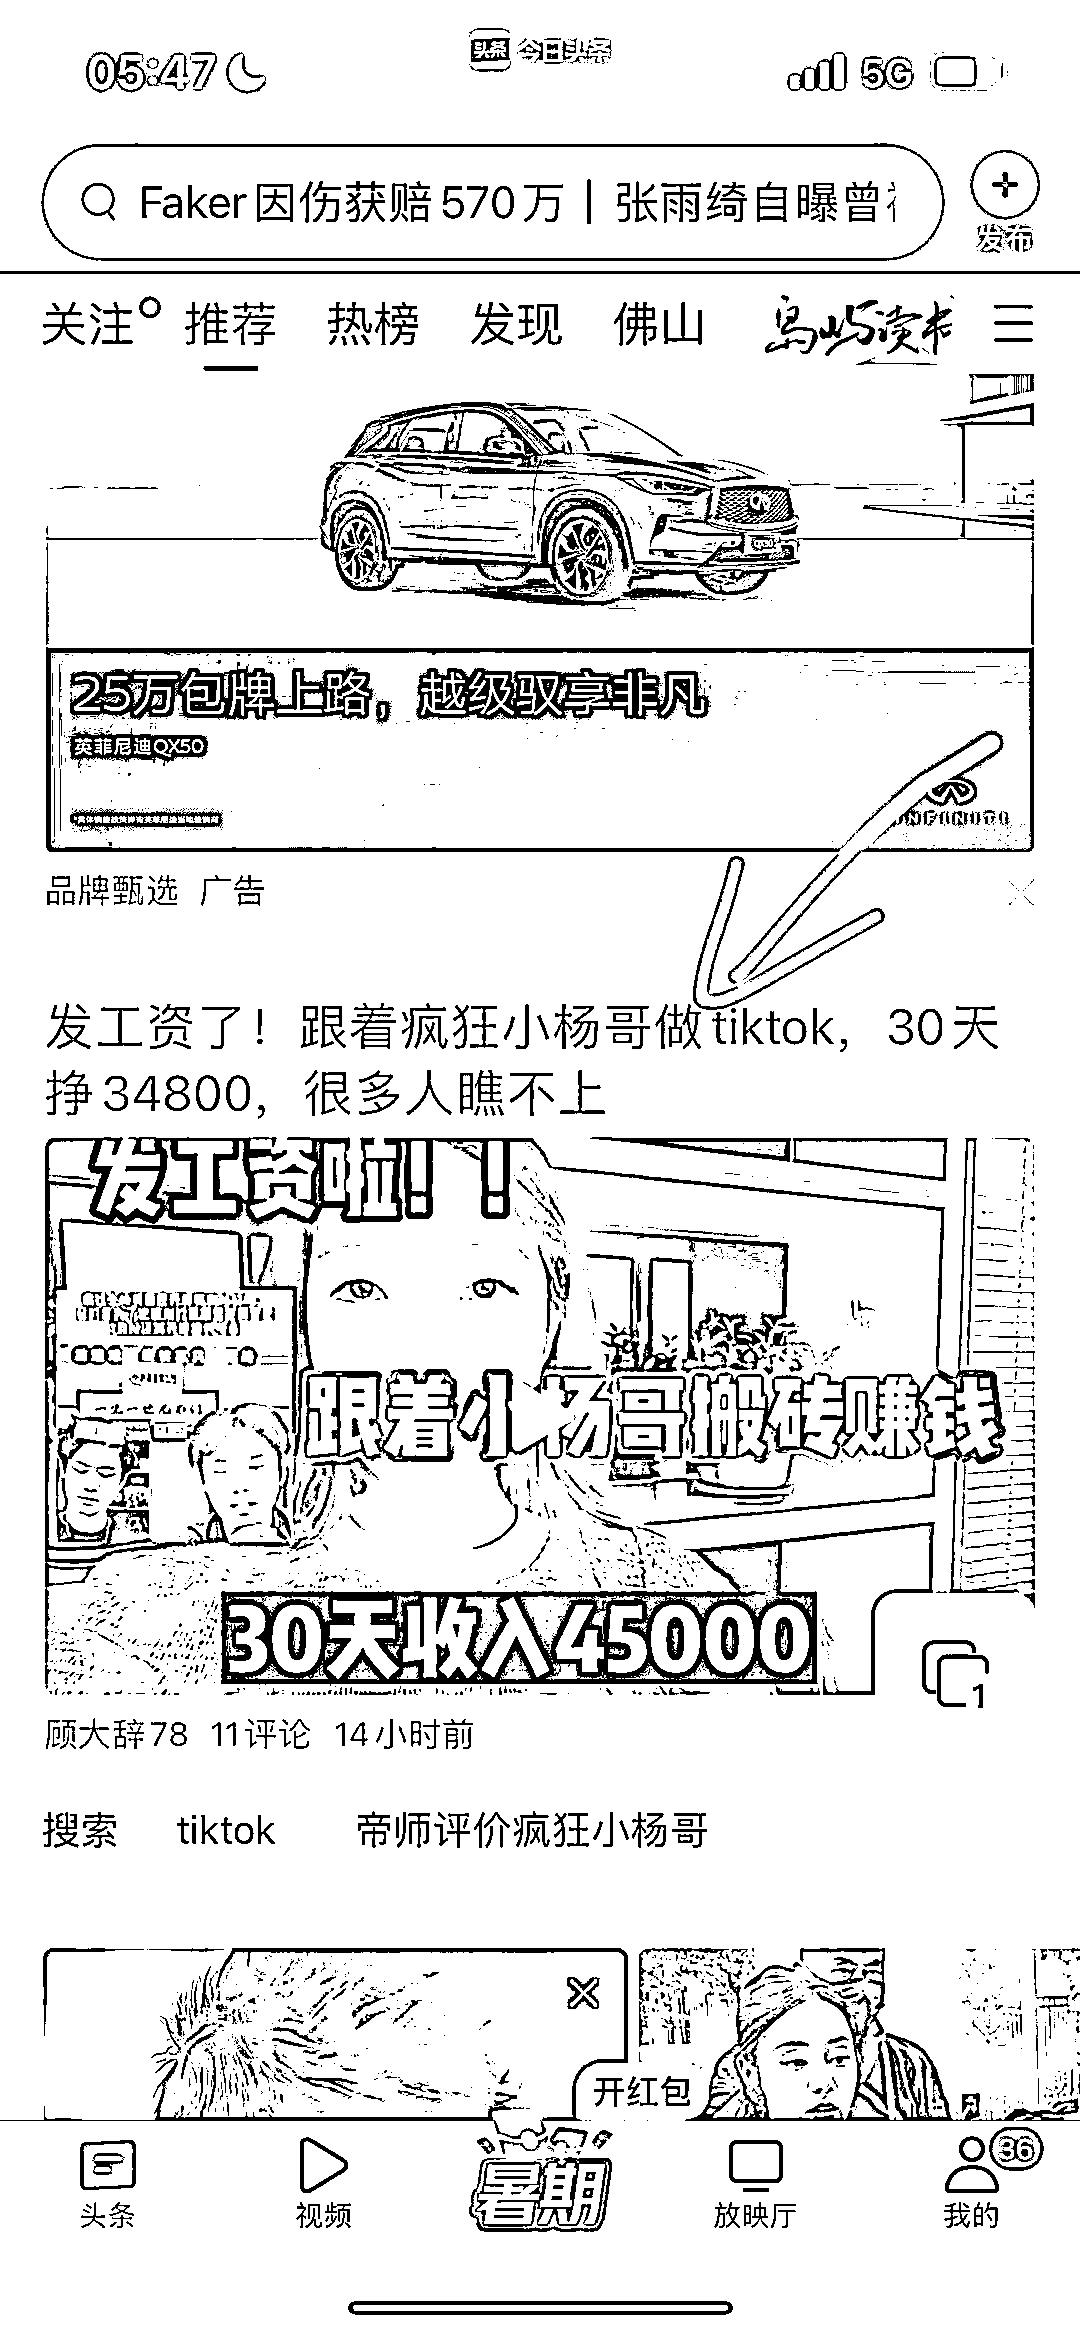 05:47
头条 今日头条
5G
Faker因伤获赔570万 | 张雨绮自曝曾
发布
关注 推荐 热榜 发现 佛山 岛屿读书
25万包牌上路，越级驭享非凡
英菲尼迪QX50
INFINITI
品牌甄选 广告
发工资了！跟着疯狂小杨哥做tiktok，30天
挣34800，很多人瞧不上
发工资啦！！
跟着小杨哥搬砖赚钱
30天收入45000
1
顾大辞78 11评论 14小时前
搜索 tiktok 帝师评价疯狂小杨哥
开红包
36
头条 视频 暑期 放映厅 我的